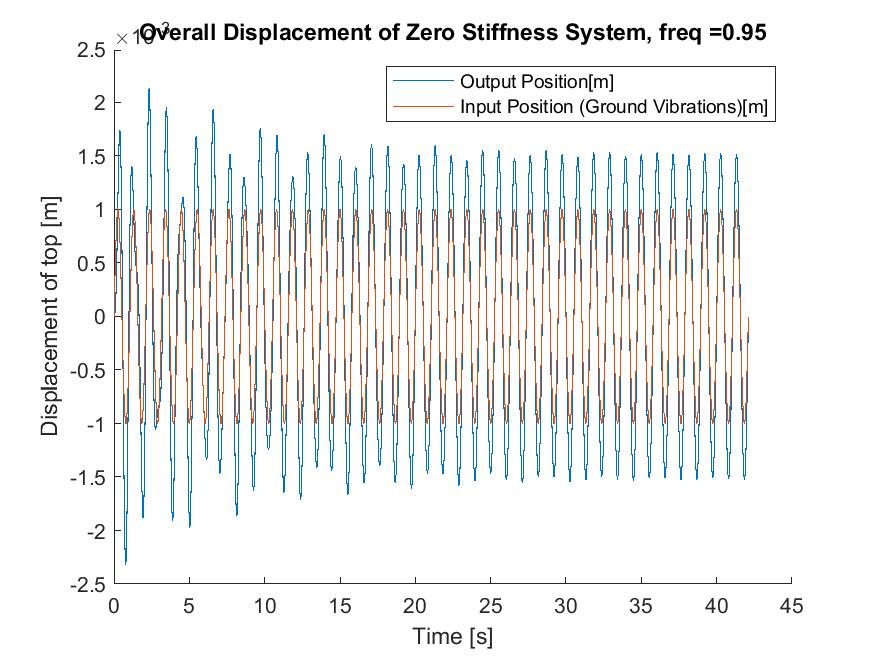 ×10-3
Overall Displacement of Zero Stiffness System, freq =0.95
Output Position[m]
Input Position (Ground Vibrations)[m]
2.5
2
1.5
1
0.5
0
-0.5
-1
-1.5
-2
-2.5
Displacement of top [m]
0 5 10 15 20 25 30 35 40 45
Time [s]